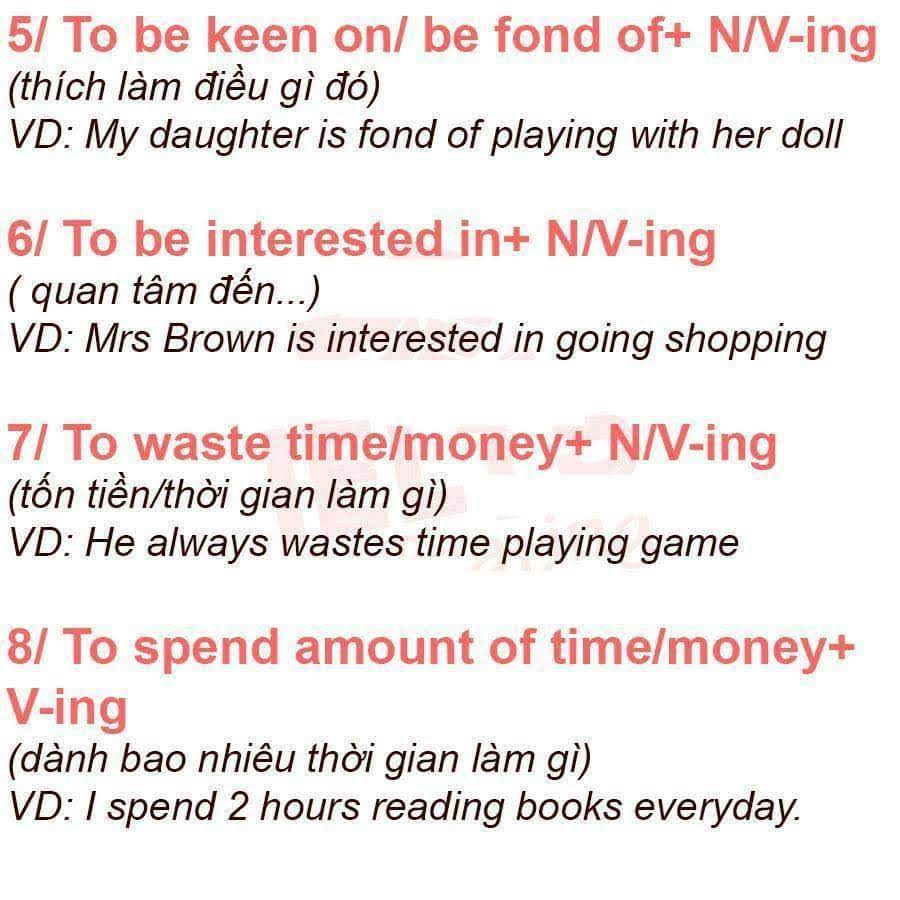 5/ To be keen on/ be fond of+ N/V-ing
(thích làm điều gì đó)
VD: My daughter is fond of playing with her doll
6/ To be interested in+ N/V-ing
( quan tâm đến...)
VD: Mrs Brown is interested in going shopping
7/ To waste time/money+ N/V-ing
(tốn tiền/thời gian làm gì)
VD: He always wastes time playing game
8/ To spend amount of time/money+
V-ing
(dành bao nhiêu thời gian làm gì)
VD: I spend 2 hours reading books everyday.